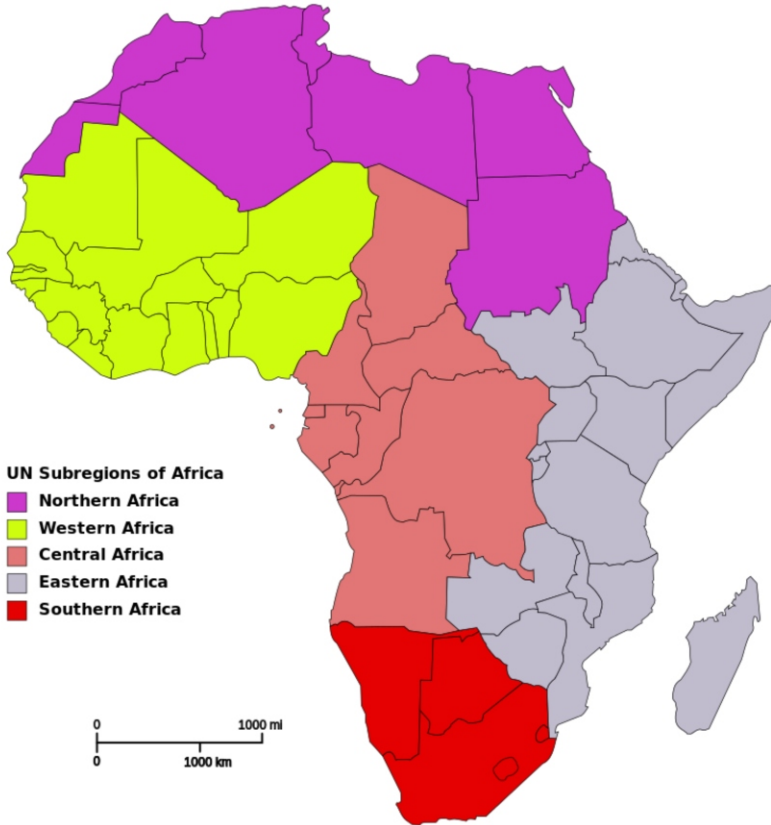 UN Subregions of Africa
Northern Africa
Western Africa
Central Africa
Eastern Africa
Southern Africa
0 1000 mi
0 1000 km